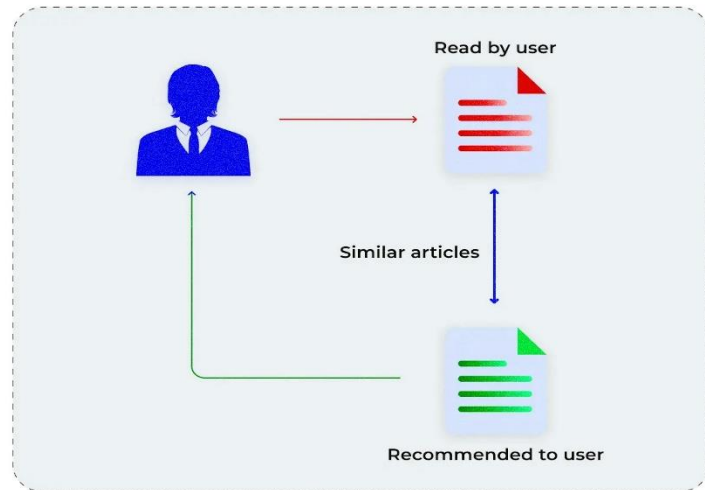 Read by user
Similar articles
Recommended to user